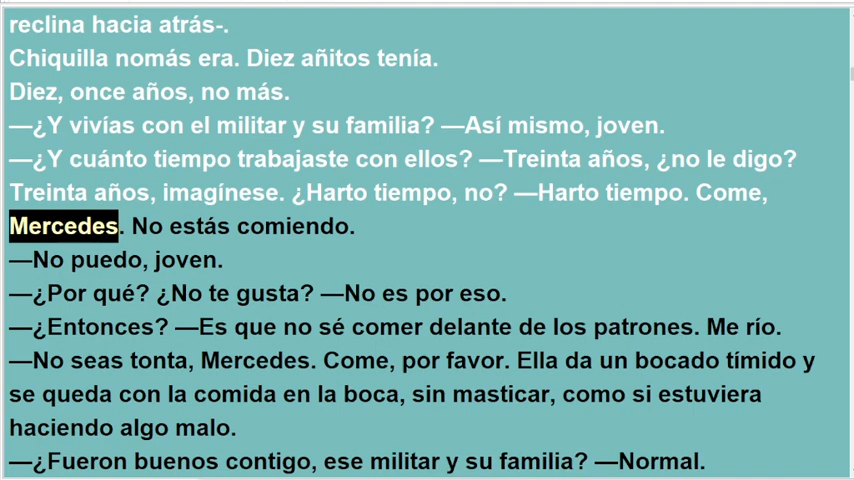 reclina hacia atrás-.
Chiquilla nomás era. Diez añitos tenía.
Diez, once años, no más.
—¿Y vivías con el militar y su familia? —Así mismo, joven.
—¿Y cuánto tiempo trabajaste con ellos? —Treinta años, ¿no le digo?
Treinta años, imagínese. ¿Harto tiempo, no? —Harto tiempo. Come,
Mercedes. No estás comiendo.
—No puedo, joven.
—¿Por qué? ¿No te gusta? —No es por eso.
—¿Entonces? —Es que no sé comer delante de los patrones. Me río.
—No seas tonta, Mercedes. Come, por favor. Ella da un bocado tímido y
se queda con la comida en la boca, sin masticar, como si estuviera
haciendo algo malo.
—¿Fueron buenos contigo, ese militar y su familia? —Normal.